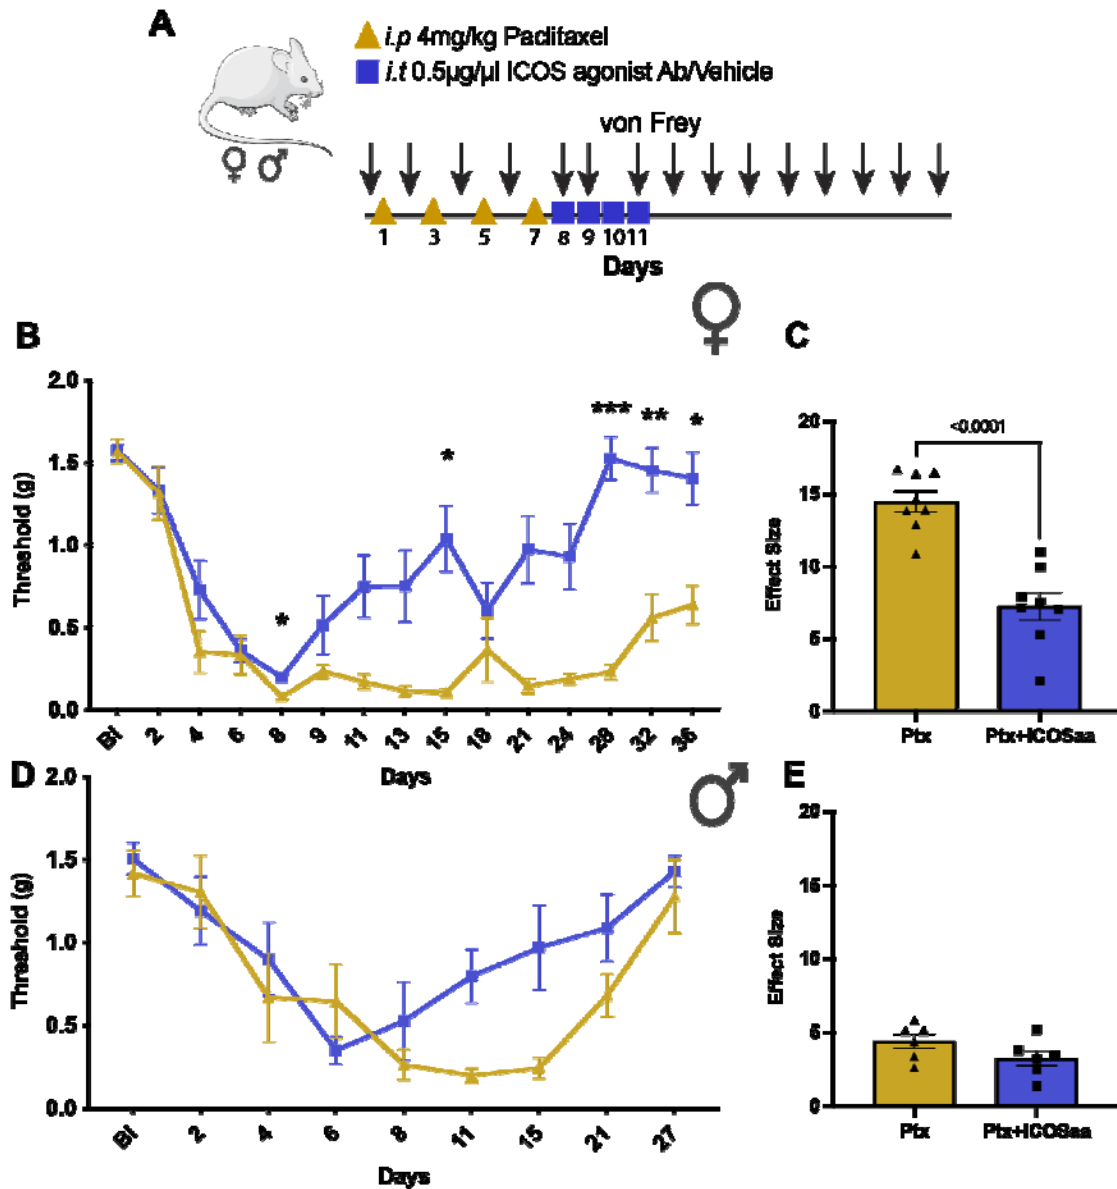 A
i.p 4mg/kg Paclitaxel
i.t 0.5µg/µl ICOS agonist Ab/Vehicle
von Frey
1 3 5 7 8 9 10 11
Days
B
Threshold (g)
2.0
1.5
1.0
0.5
0.0
* * *** ** *
Bl 2 4 6 8 9 11 13 15 18 21 24 28 32 36
Days
C
Effect Size
20
15
10
5
0
<0.0001
Ptx Ptx+ICOSaa
D
Threshold (g)
2.0
1.5
1.0
0.5
0.0
Bl 2 4 6 8 11 15 21 27
Days
E
Effect Size
20
15
10
5
0
Ptx Ptx+ICOSaa